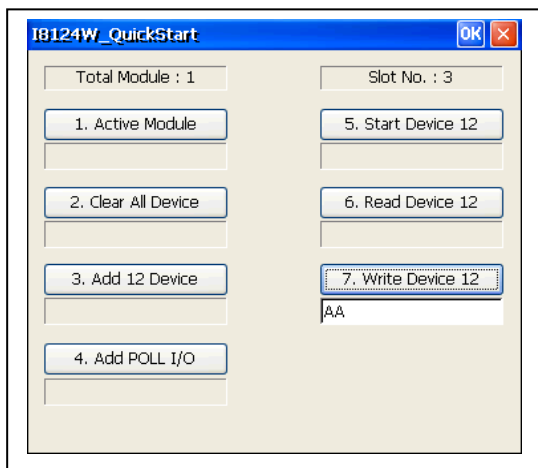 I8124W_QuickStart
OK
Total Module : 1
Slot No. : 3
1. Active Module
5. Start Device 12
2. Clear All Device
6. Read Device 12
3. Add 12 Device
7. Write Device 12
AA
4. Add POLL I/O